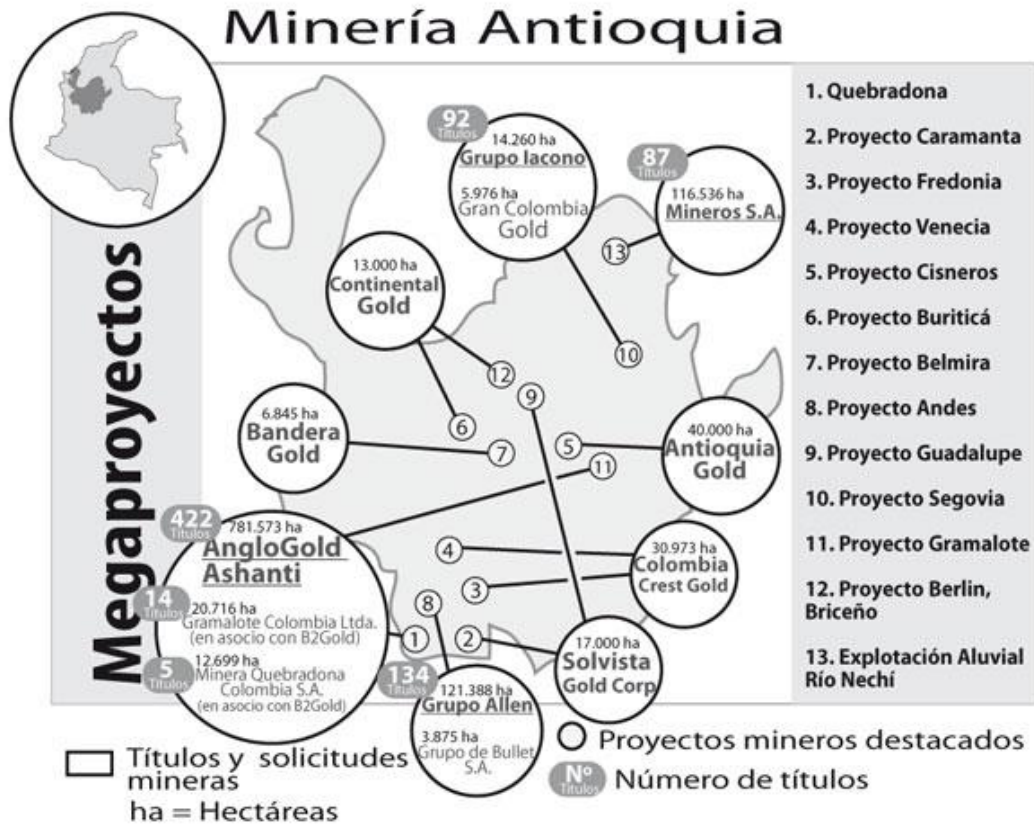 Minería Antioquia
Megaproyectos
92
Títulos
14.260 ha
Grupo Iacono
5.976 ha
Gran Colombia
Gold
87
Títulos
116.536 ha
Mineros S.A.
13
13.000 ha
Continental
Gold
10
12
9
6.845 ha
Bandera
Gold
6
7
5
11
40.000 ha
Antioquia
Gold
422
Títulos
781.573 ha
AngloGold
Ashanti
14
Títulos
20.716 ha
Gramalote Colombia Ltda.
(en asocio con B2Gold)
5
Títulos
12.699 ha
Minera Quebradona
Colombia S.A.
(en asocio con B2Gold)
4
3
8
1
2
30.973 ha
Colombia
Crest Gold
17.000 ha
Solvista
Gold Corp
134
Títulos
121.388 ha
Grupo Allen
3.875 ha
Grupo de Bullet
S.A.
1. Quebradona
2. Proyecto Caramanta
3. Proyecto Fredonia
4. Proyecto Venecia
5. Proyecto Cisneros
6. Proyecto Buriticá
7. Proyecto Belmira
8. Proyecto Andes
9. Proyecto Guadalupe
10. Proyecto Segovia
11. Proyecto Gramalote
12. Proyecto Berlin,
Briceño
13. Explotación Aluvial
Río Nechí
Títulos y solicitudes
mineras
ha = Hectáreas
Proyectos mineros destacados
Nº
Títulos
Número de títulos